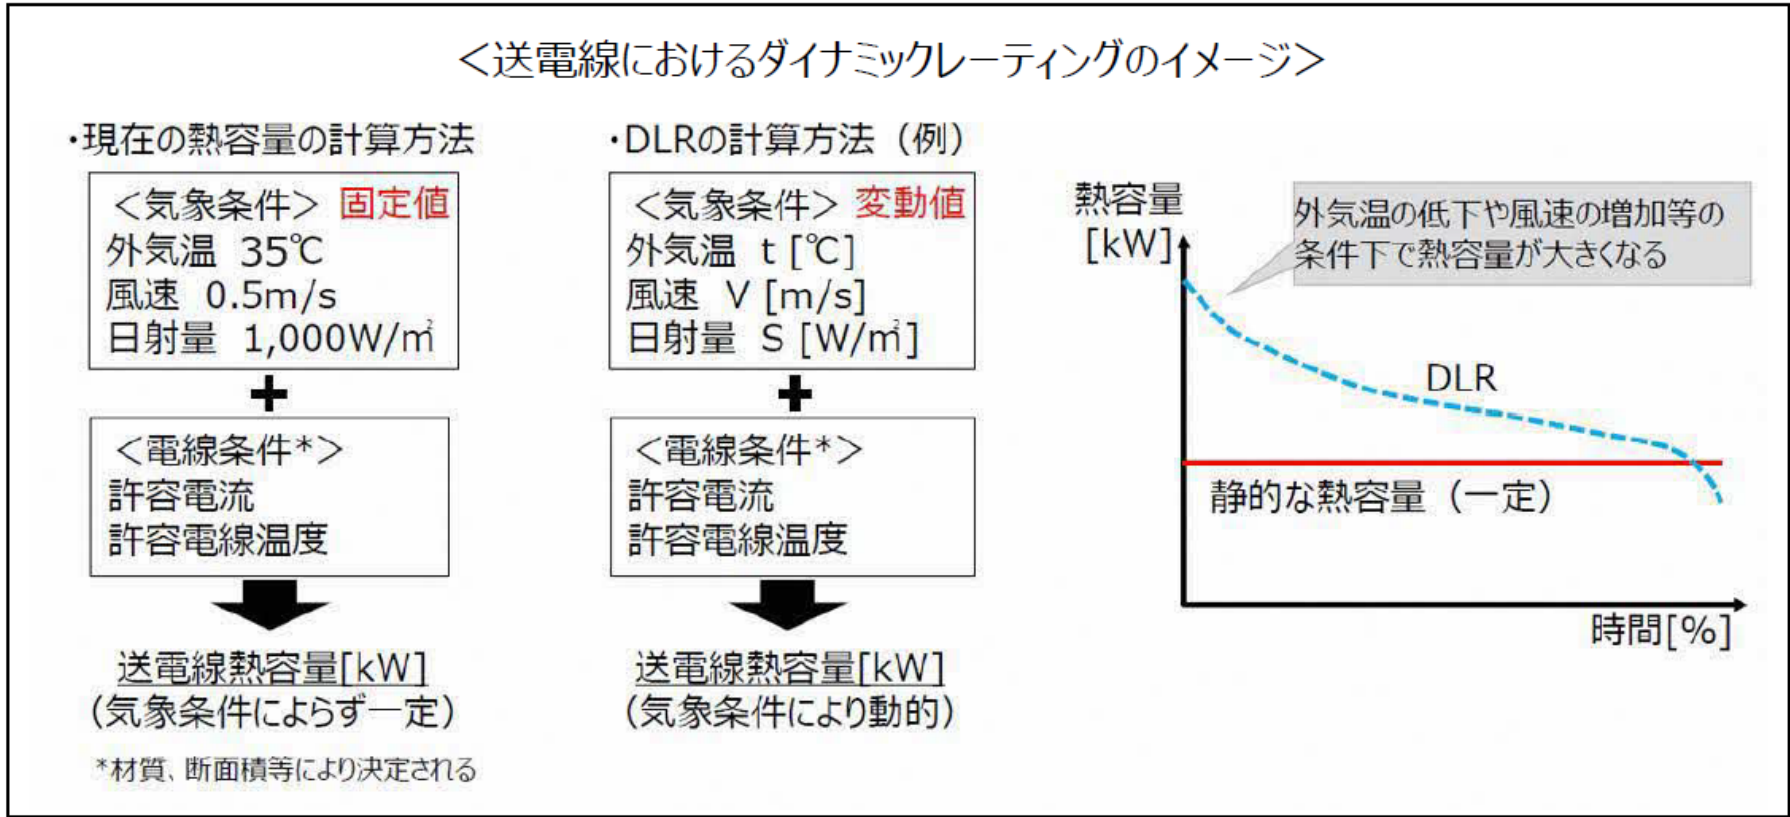 ＜送電線におけるダイナミックレーティングのイメージ＞
・現在の熱容量の計算方法
＜気象条件＞ 固定値
外気温 35℃
風速 0.5m/s
日射量 1,000W/㎡
+
＜電線条件*＞
許容電流
許容電線温度
送電線熱容量[kW]
（気象条件によらず一定）
*材質、断面積等により決定される
・DLRの計算方法（例）
＜気象条件＞ 変動値
外気温 t [℃]
風速 V [m/s]
日射量 S [W/㎡]
+
＜電線条件*＞
許容電流
許容電線温度
送電線熱容量[kW]
（気象条件により動的）
熱容量
[kW]
外気温の低下や風速の増加等の
条件下で熱容量が大きくなる
DLR
静的な熱容量（一定）
時間[%]